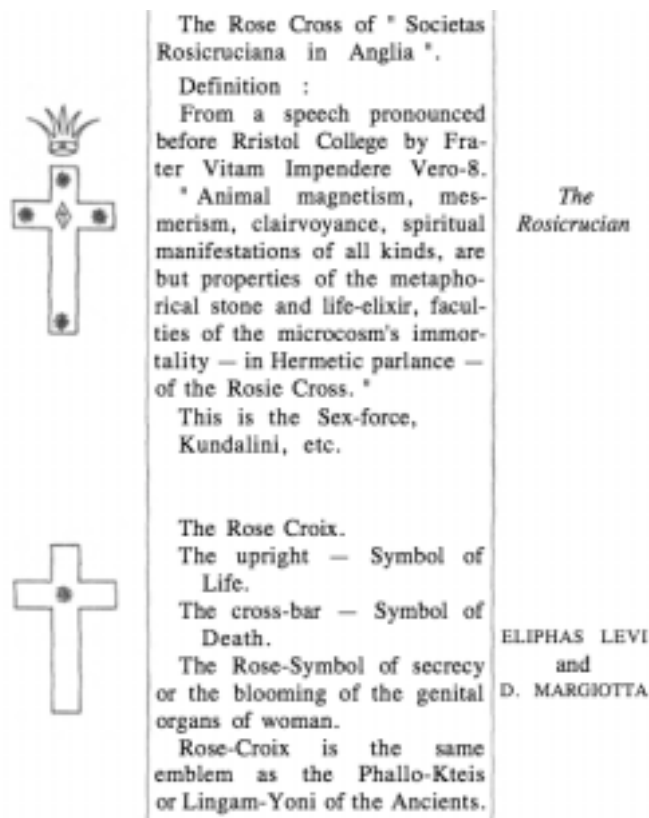 The Rose Cross of " Societas
Rosicruciana in Anglia ".
Definition :
From a speech pronounced
before Rristol College by Fra-
ter Vitam Impendere Vero-8.
" Animal magnetism, mes-
merism, clairvoyance, spiritual
manifestations of all kinds, are
but properties of the metapho-
rical stone and life-elixir, facul-
ties of the microcosm's immor-
tality — in Hermetic parlance —
of the Rosie Cross. "
This is the Sex-force,
Kundalini, etc.
The
Rosicrucian
The Rose Croix.
The upright — Symbol of
Life.
The cross-bar — Symbol of
Death.
The Rose-Symbol of secrecy
or the blooming of the genital
organs of woman.
Rose-Croix is the same
emblem as the Phallo-Kteis
or Lingam-Yoni of the Ancients.
ELIPHAS LEVI
and
D. MARGIOTTA